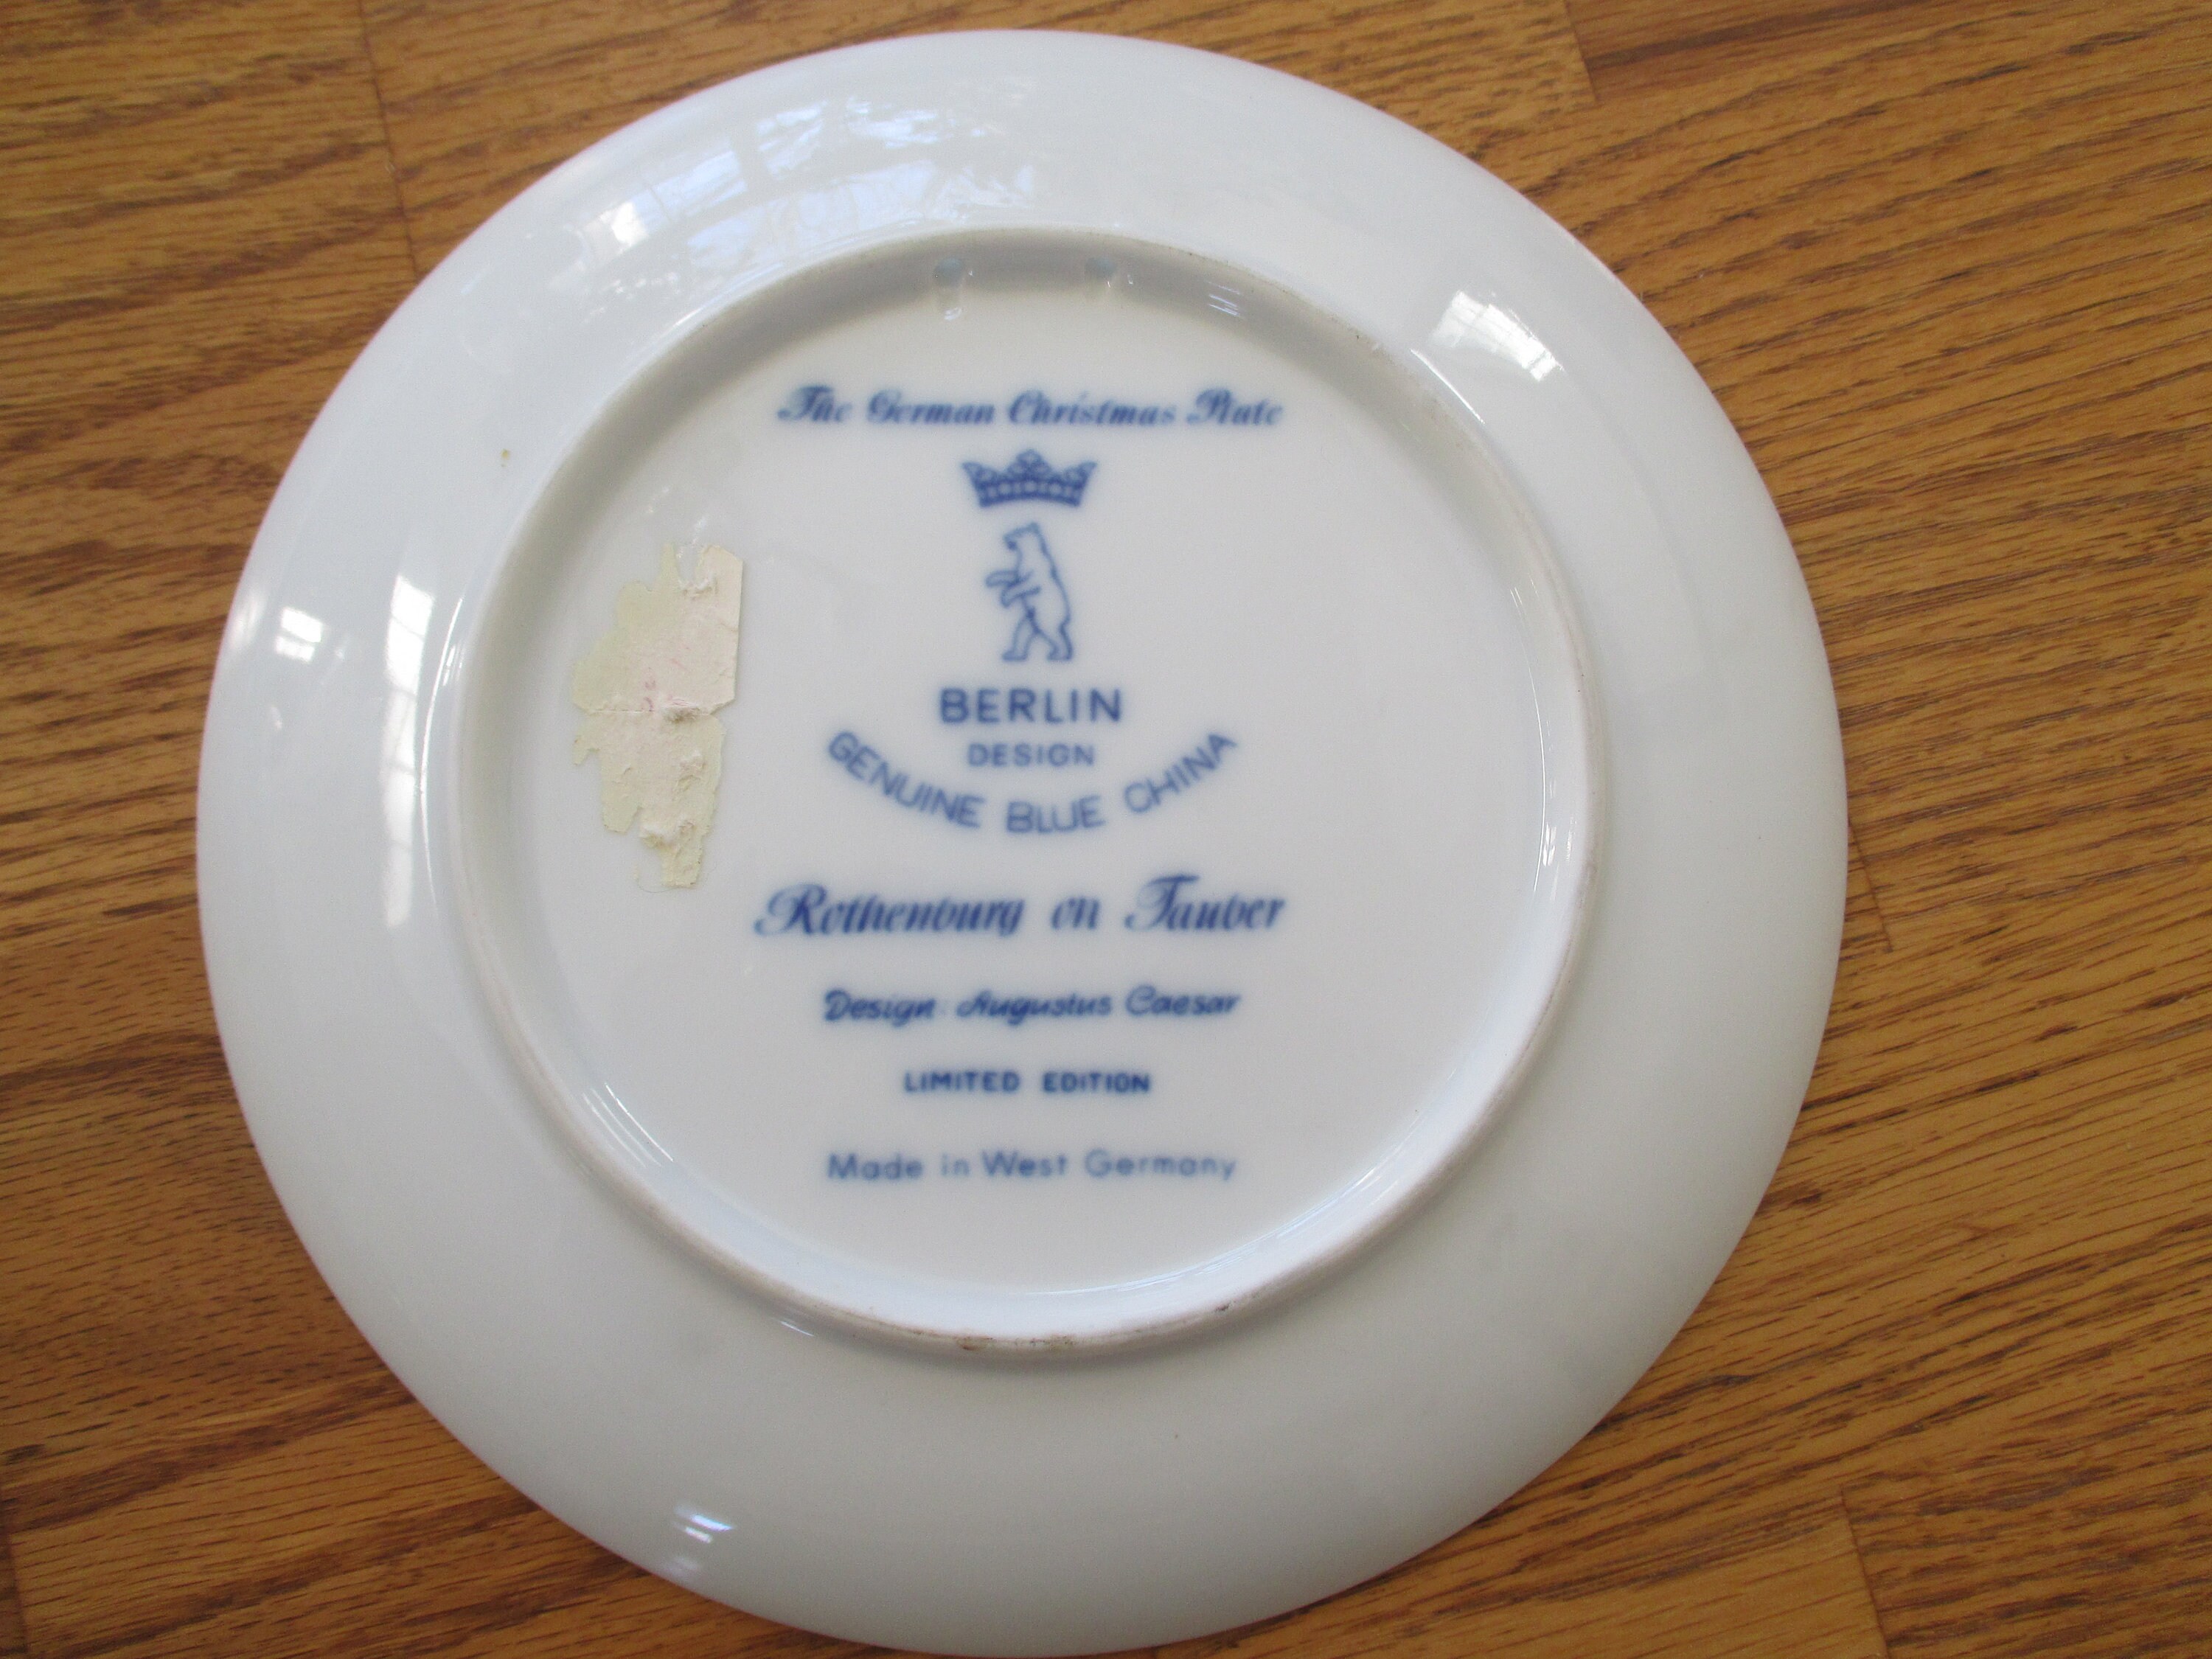 The German Christmas Plate
BERLIN
DESIGN
GENUINE BLUE CHINA
Rothenburg on Tauber
Design: Augustus Caesar
LIMITED EDITION
Made in West Germany